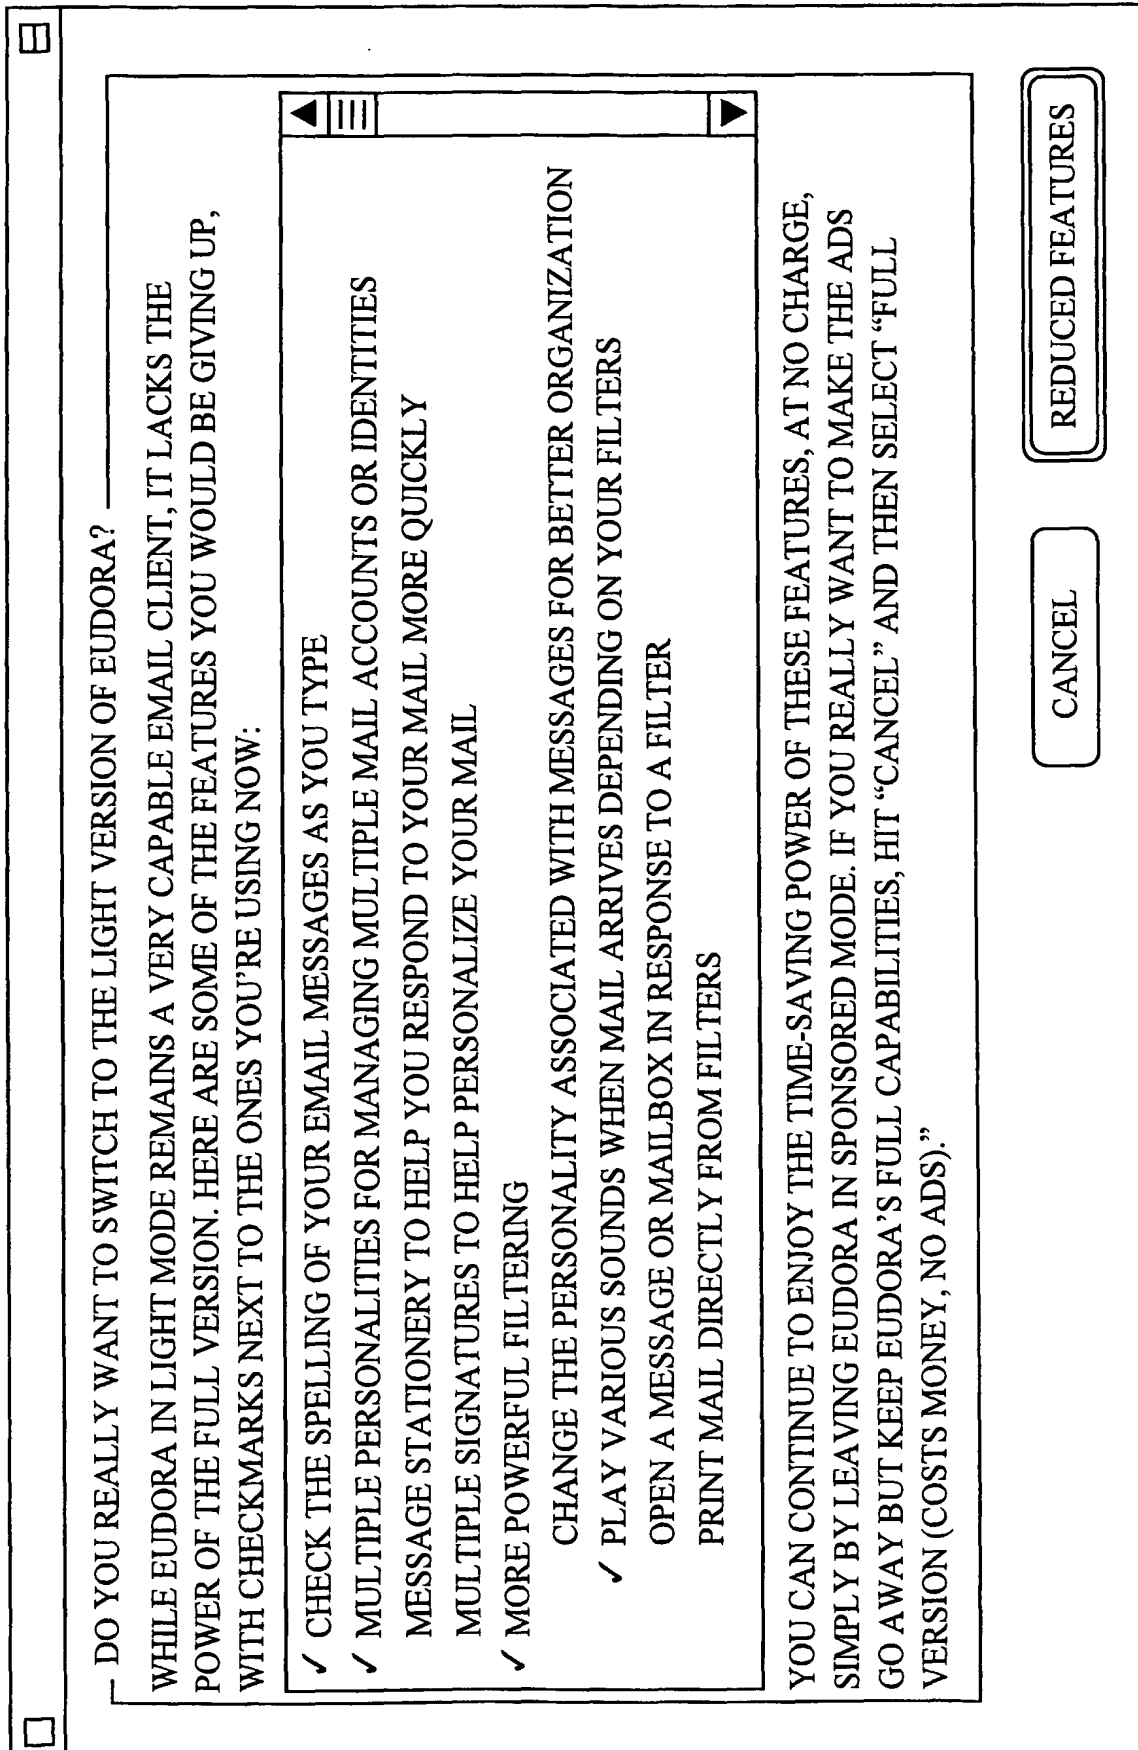 DO YOU REALLY WANT TO SWITCH TO THE LIGHT VERSION OF EUDORA?
WHILE EUDORA IN LIGHT MODE REMAINS A VERY CAPABLE EMAIL CLIENT, IT LACKS THE
POWER OF THE FULL VERSION. HERE ARE SOME OF THE FEATURES YOU WOULD BE GIVING UP,
WITH CHECKMARKS NEXT TO THE ONES YOU'RE USING NOW:
✓ CHECK THE SPELLING OF YOUR EMAIL MESSAGES AS YOU TYPE
✓ MULTIPLE PERSONALITIES FOR MANAGING MULTIPLE MAIL ACCOUNTS OR IDENTITIES
MESSAGE STATIONERY TO HELP YOU RESPOND TO YOUR MAIL MORE QUICKLY
MULTIPLE SIGNATURES TO HELP PERSONALIZE YOUR MAIL
✓ MORE POWERFUL FILTERING
CHANGE THE PERSONALITY ASSOCIATED WITH MESSAGES FOR BETTER ORGANIZATION
✓ PLAY VARIOUS SOUNDS WHEN MAIL ARRIVES DEPENDING ON YOUR FILTERS
OPEN A MESSAGE OR MAILBOX IN RESPONSE TO A FILTER
PRINT MAIL DIRECTLY FROM FILTERS
YOU CAN CONTINUE TO ENJOY THE TIME-SAVING POWER OF THESE FEATURES, AT NO CHARGE,
SIMPLY BY LEAVING EUDORA IN SPONSORED MODE. IF YOU REALLY WANT TO MAKE THE ADS
GO AWAY BUT KEEP EUDORA'S FULL CAPABILITIES, HIT “CANCEL” AND THEN SELECT “FULL
VERSION (COSTS MONEY, NO ADS).”
CANCEL
REDUCED FEATURES